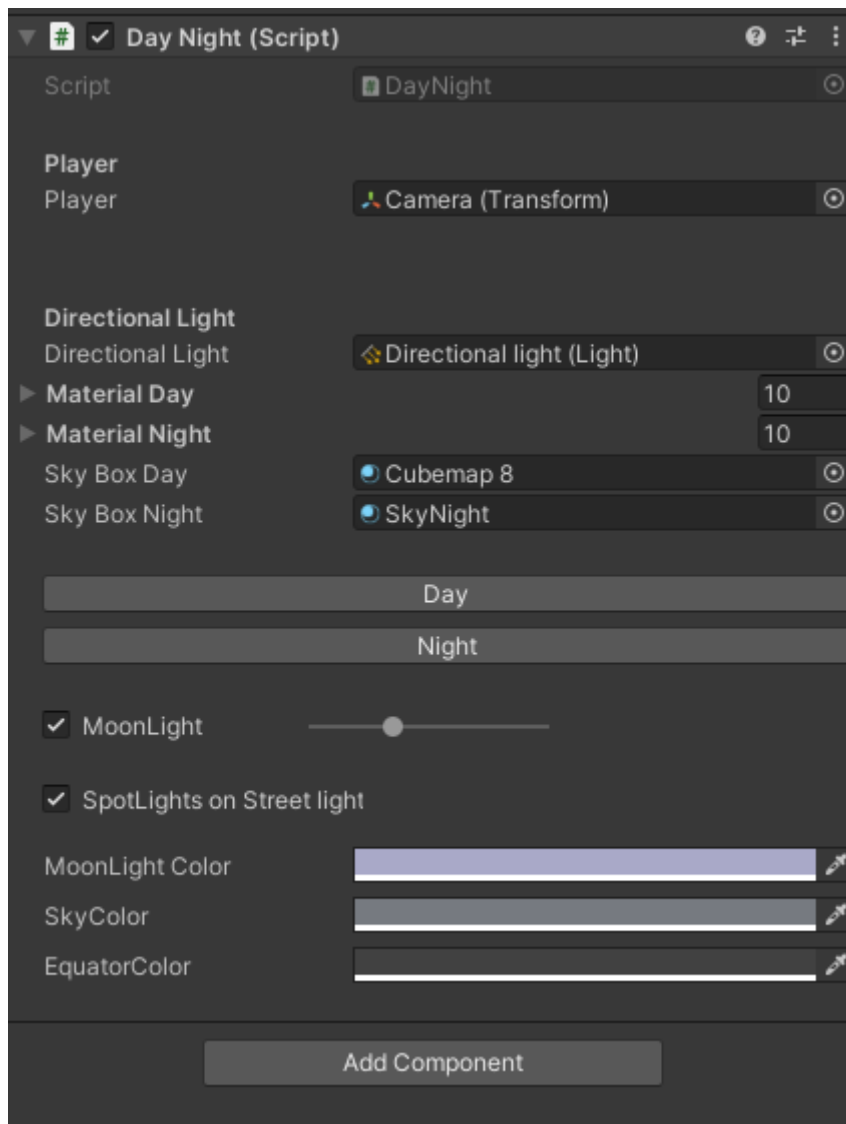 Day Night (Script)
Script DayNight
Player
Player Camera (Transform)
Directional Light
Directional Light Directional light (Light)
Material Day 10
Material Night 10
Sky Box Day Cubemap 8
Sky Box Night SkyNight
Day
Night
MoonLight
SpotLights on Street light
MoonLight Color
SkyColor
EquatorColor
Add Component